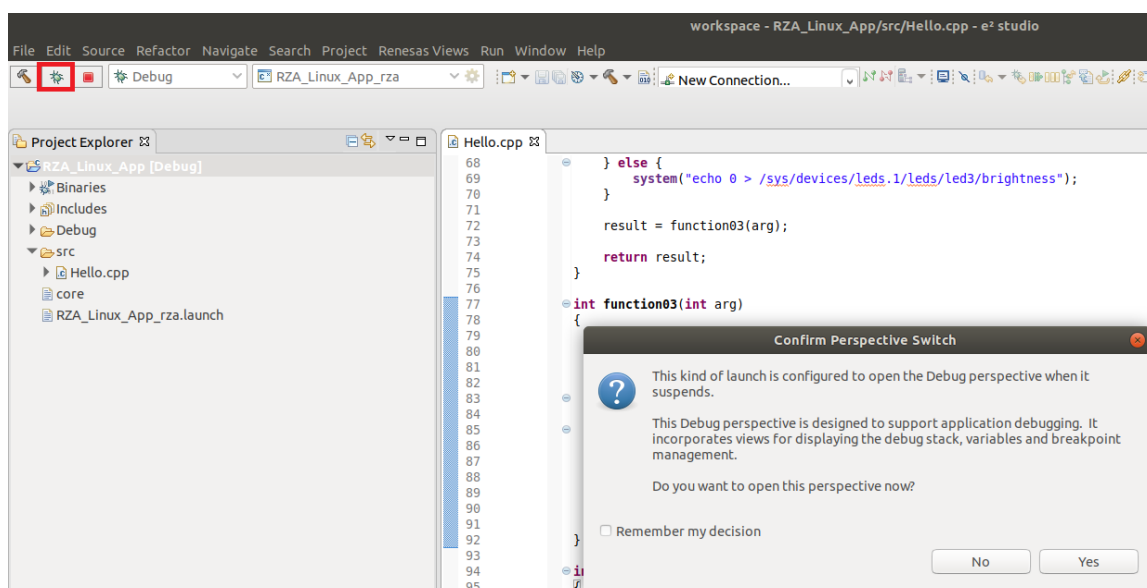 workspace - RZA_Linux_App/src/Hello.cpp - e² studio
File Edit Source Refactor Navigate Search Project Renesas Views Run Window Help
Debug
RZA_Linux_App_rza
New Connection...
Project Explorer
Hello.cpp
RZA_Linux_App [Debug]
Binaries
Includes
Debug
src
Hello.cpp
core
RZA_Linux_App_rza.launch
68 } else {
69 system("echo 0 > /sys/devices/leds.1/leds/led3/brightness");
70 }
71
72 result = function03(arg);
73
74 return result;
75 }
76
77 int function03(int arg)
78 {
79
80
81
82
83
84
85
86
87
88
89
90
91
92 }
93
94
95
Confirm Perspective Switch
This kind of launch is configured to open the Debug perspective when it
suspends.
This Debug perspective is designed to support application debugging. It
incorporates views for displaying the debug stack, variables and breakpoint
management.
Do you want to open this perspective now?
Remember my decision
No
Yes